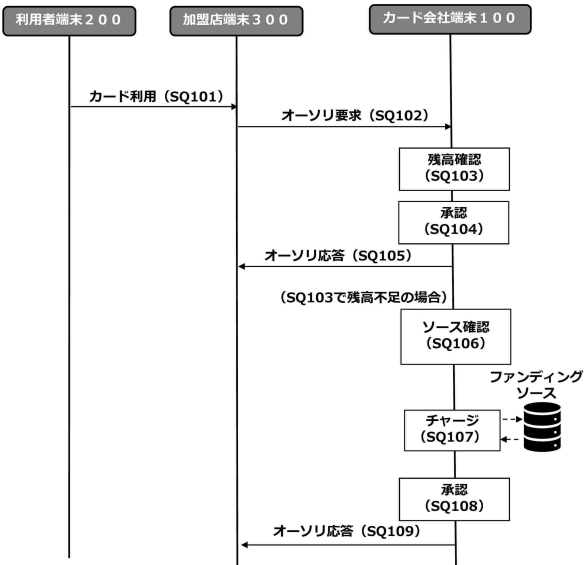 利用者端末２００
加盟店端末３００
カード会社端末１００
カード利用（SQ101）
オーソリ要求（SQ102）
残高確認
（SQ103）
承認
（SQ104）
オーソリ応答（SQ105）
（SQ103で残高不足の場合）
ソース確認
（SQ106）
ファンディング
ソース
チャージ
（SQ107）
承認
（SQ108）
オーソリ応答（SQ109）